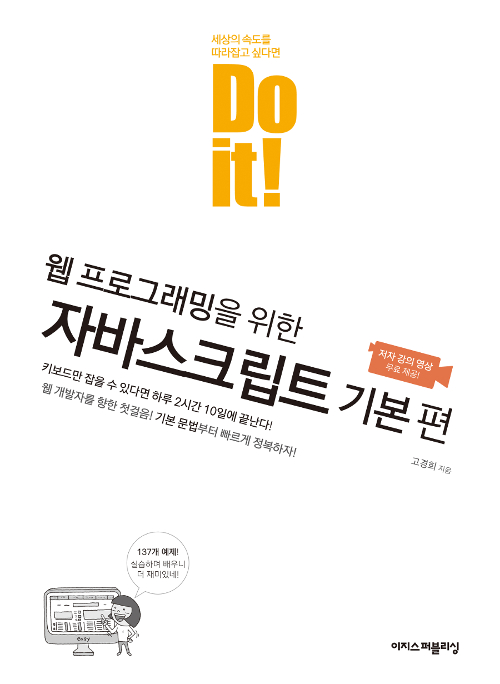 세상의 속도를
따라잡고 싶다면
Do
it!
웹 프로그래밍을 위한
자바스크립트 기본 편
저자 강의 영상
무료 제공!
키보드만 잡을 수 있다면 하루 2시간 10일에 끝난다!
웹 개발자를 향한 첫걸음! 기본 문법부터 빠르게 정복하자!
고경희 지음
137개 예제!
실습하며 배우니
더 재미있네!
easy
이지스퍼블리싱